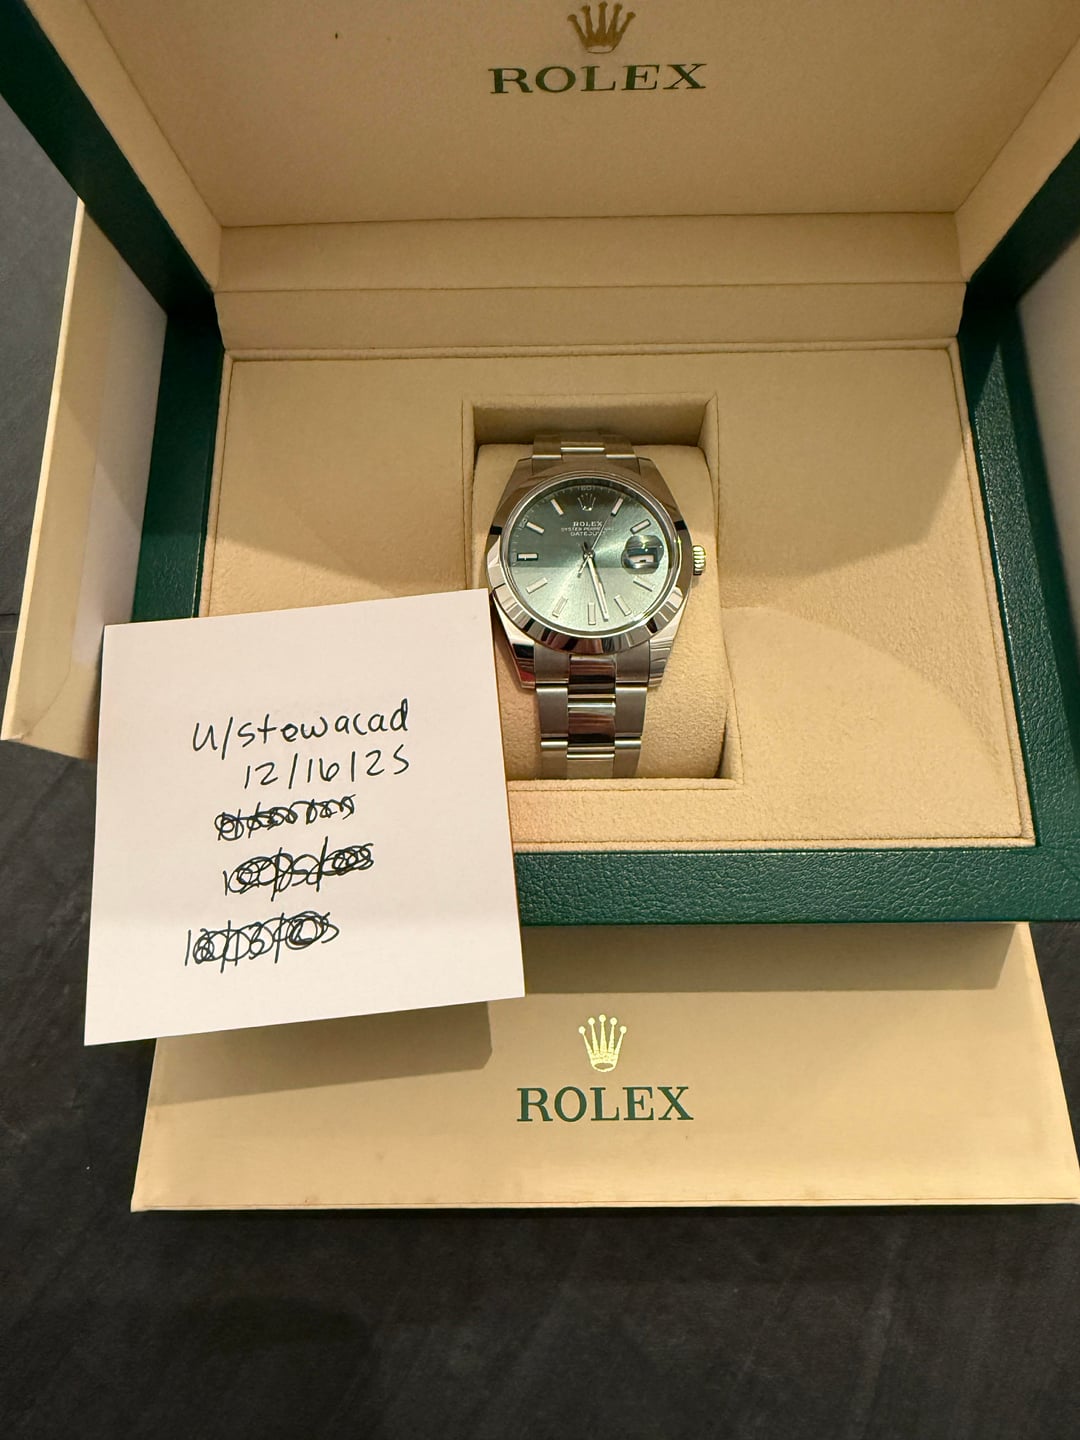 ROLEX
ROLEX
OYSTER PERPETUAL
DATEJUST
u/stewacad
12/16/25
ROLEX